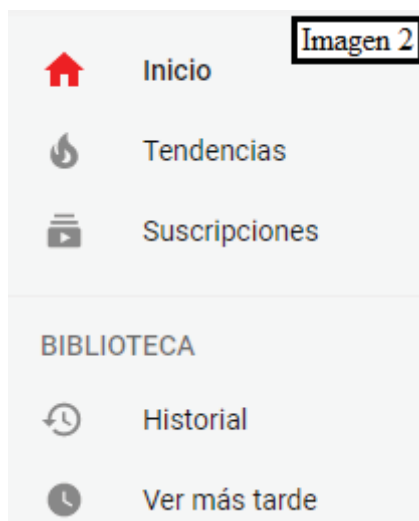 Imagen 2
Inicio
Tendencias
Suscripciones
BIBLIOTECA
Historial
Ver más tarde